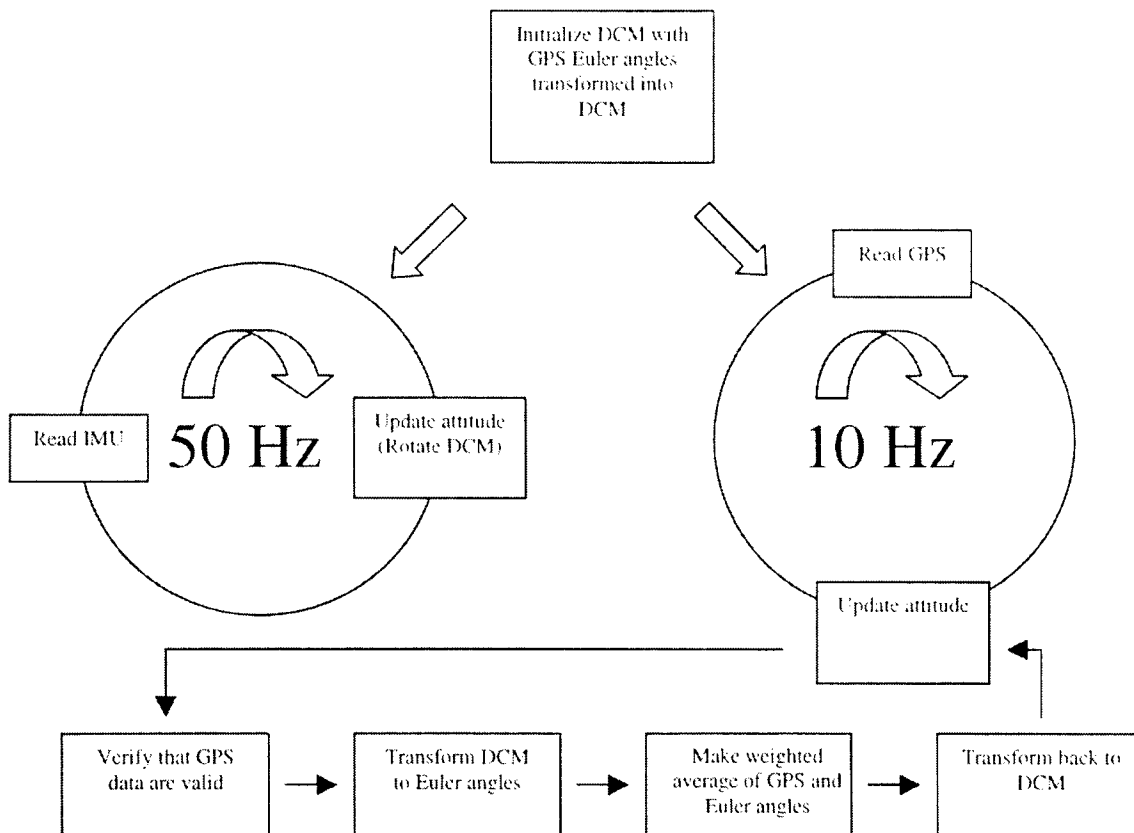 Initialize DCM with
GPS Euler angles
transformed into
DCM
Read GPS
Read IMU
50 Hz
Update attitude
(Rotate DCM)
10 Hz
Update attitude
Verify that GPS
data are valid
Transform DCM
to Euler angles
Make weighted
average of GPS and
Euler angles
Transform back to
DCM